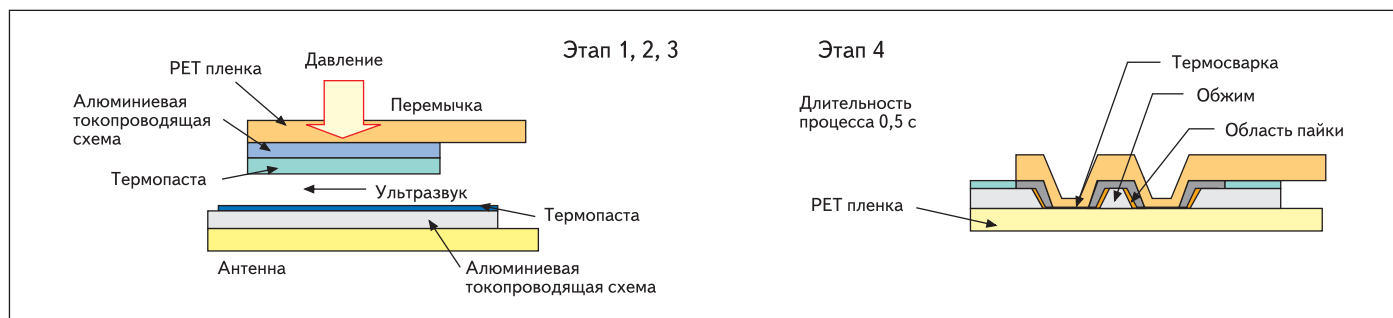 Этап 1, 2, 3
Давление
PET пленка
Перемычка
Алюминиевая
токопроводящая
схема
Термопаста
Ультразвук
Термопаста
Антенна
Алюминиевая
токопроводящая схема
Этап 4
Термосварка
Длительность
процесса 0,5 с
Обжим
Область пайки
PET пленка